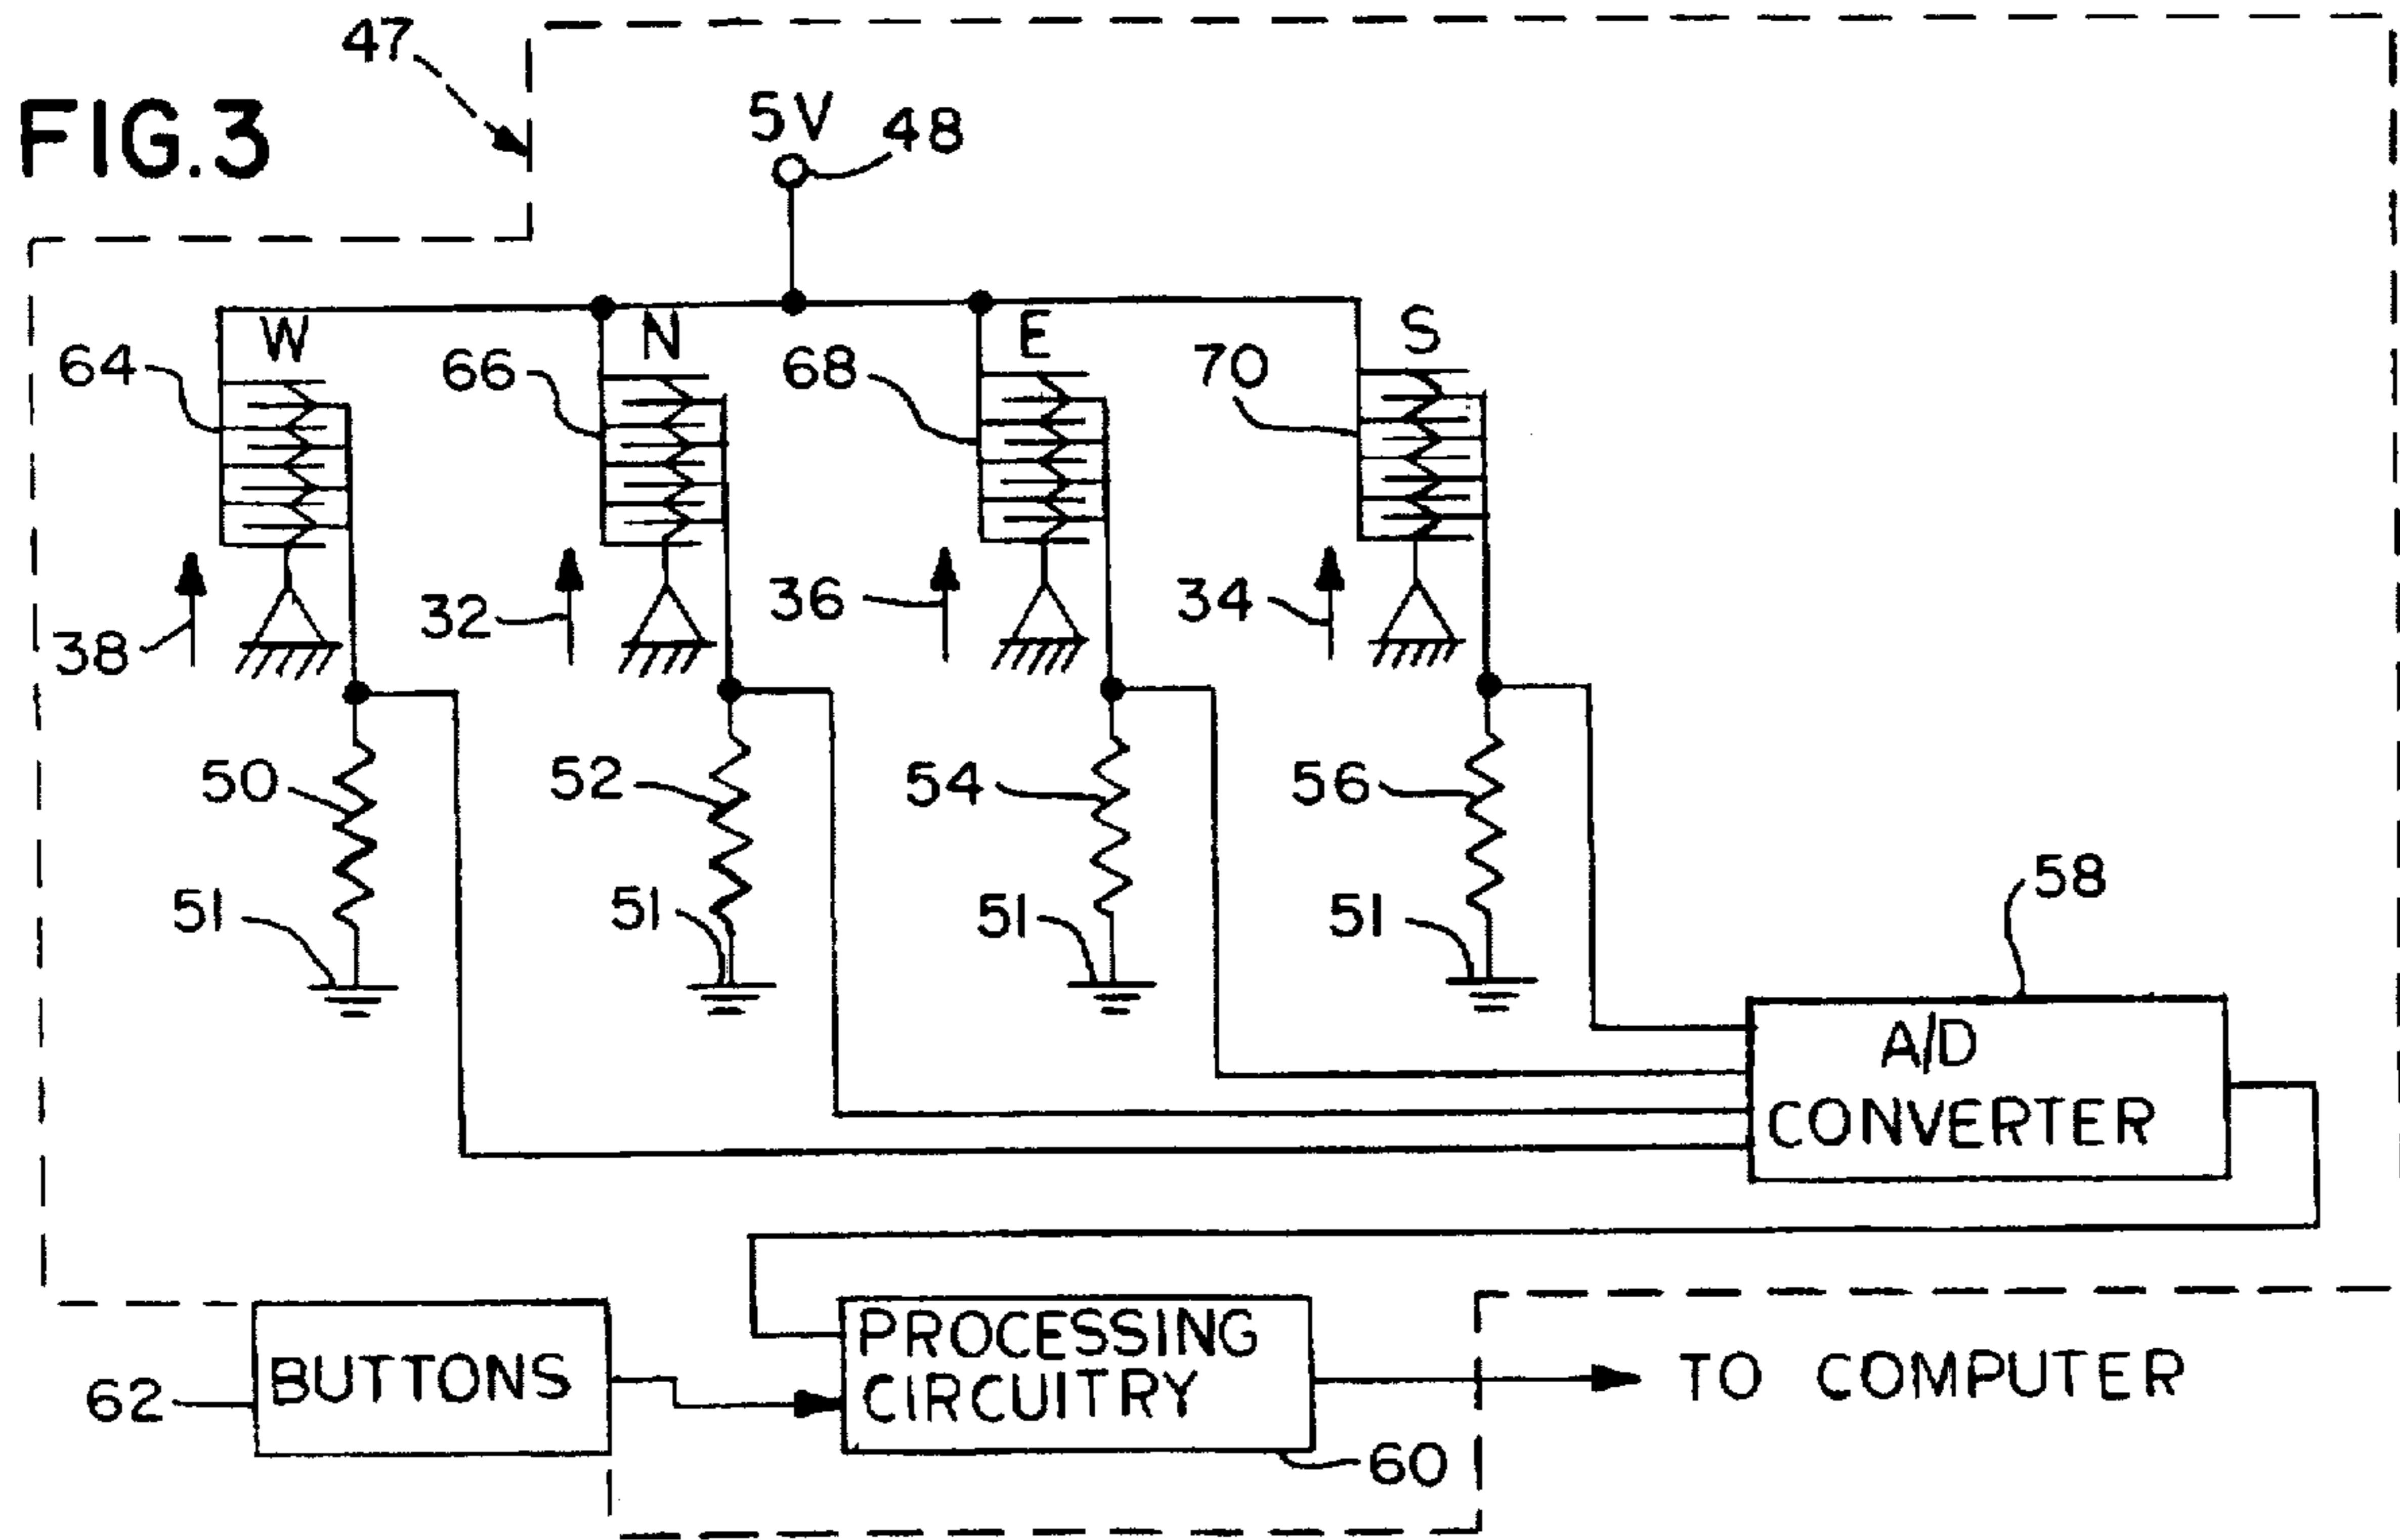 47
FIG.3
5V
48
W
N
E
S
64
66
68
70
38
32
36
34
50
52
54
56
51
51
51
51
58
A/D
CONVERTER
PROCESSING
CIRCUITRY
BUTTONS
TO COMPUTER
62
60